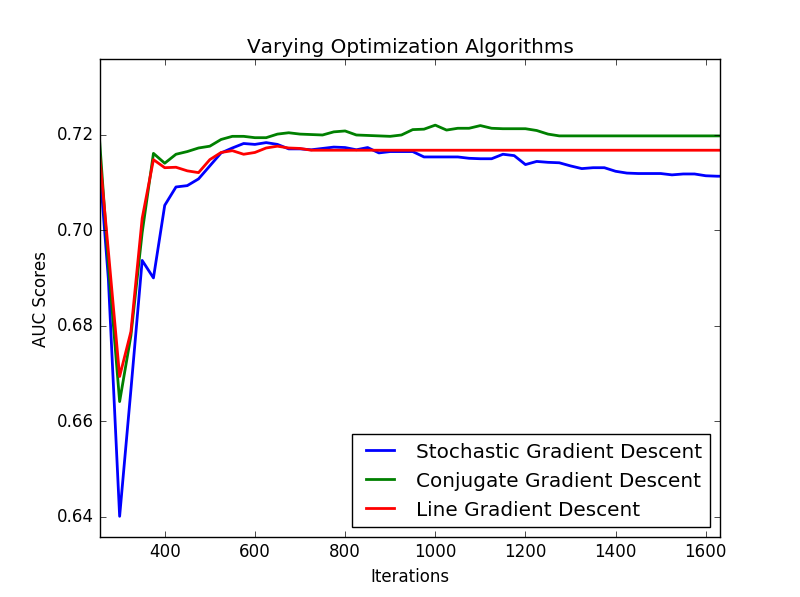 Varying Optimization Algorithms
AUC Scores
0.72
0.70
0.68
0.66
0.64
400 600 800 1000 1200 1400 1600
Iterations
Stochastic Gradient Descent
Conjugate Gradient Descent
Line Gradient Descent